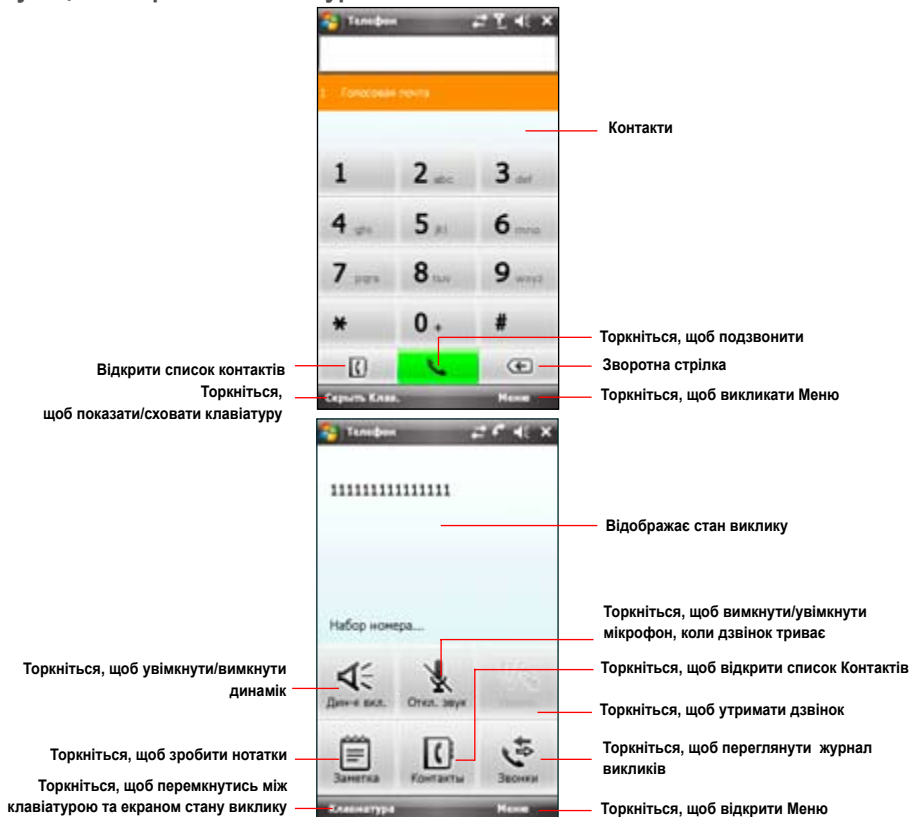 Телефон
1 Голосовая почта
Контакти
1 2 abc 3 def
4 ghi 5 jkl 6 mno
7 pqrs 8 tuv 9 wxyz
* 0 + #
Торкніться, щоб подзвонити
Відкрити список контактів
Зворотна стрілка
Торкніться,
щоб показати/сховати клавіатуру
Скрыть Клав. Меню
Торкніться, щоб викликати Меню
Телефон
111111111111111
Відображає стан виклику
Набор номера...
Торкніться, щоб вимкнути/увімкнути
мікрофон, коли дзвінок триває
Торкніться, щоб увімкнути/вимкнути
динамік
Торкніться, щоб відкрити список Контактів
Дин-к вкл. Откл. звук
Торкніться, щоб утримати дзвінок
Торкніться, щоб зробити нотатки
Торкніться, щоб переглянути журнал
викликів
Заметка Контакты Звонки
Торкніться, щоб перемкнутись між
клавіатурою та екраном стану виклику
Клавиатура Меню
Торкніться, щоб відкрити Меню